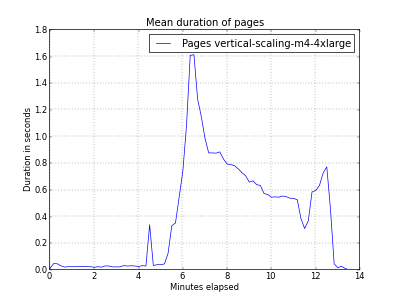 Mean duration of pages
Pages vertical-scaling-m4-4xlarge
Duration in seconds
1.8
1.6
1.4
1.2
1.0
0.8
0.6
0.4
0.2
0.0
0 2 4 6 8 10 12 14
Minutes elapsed